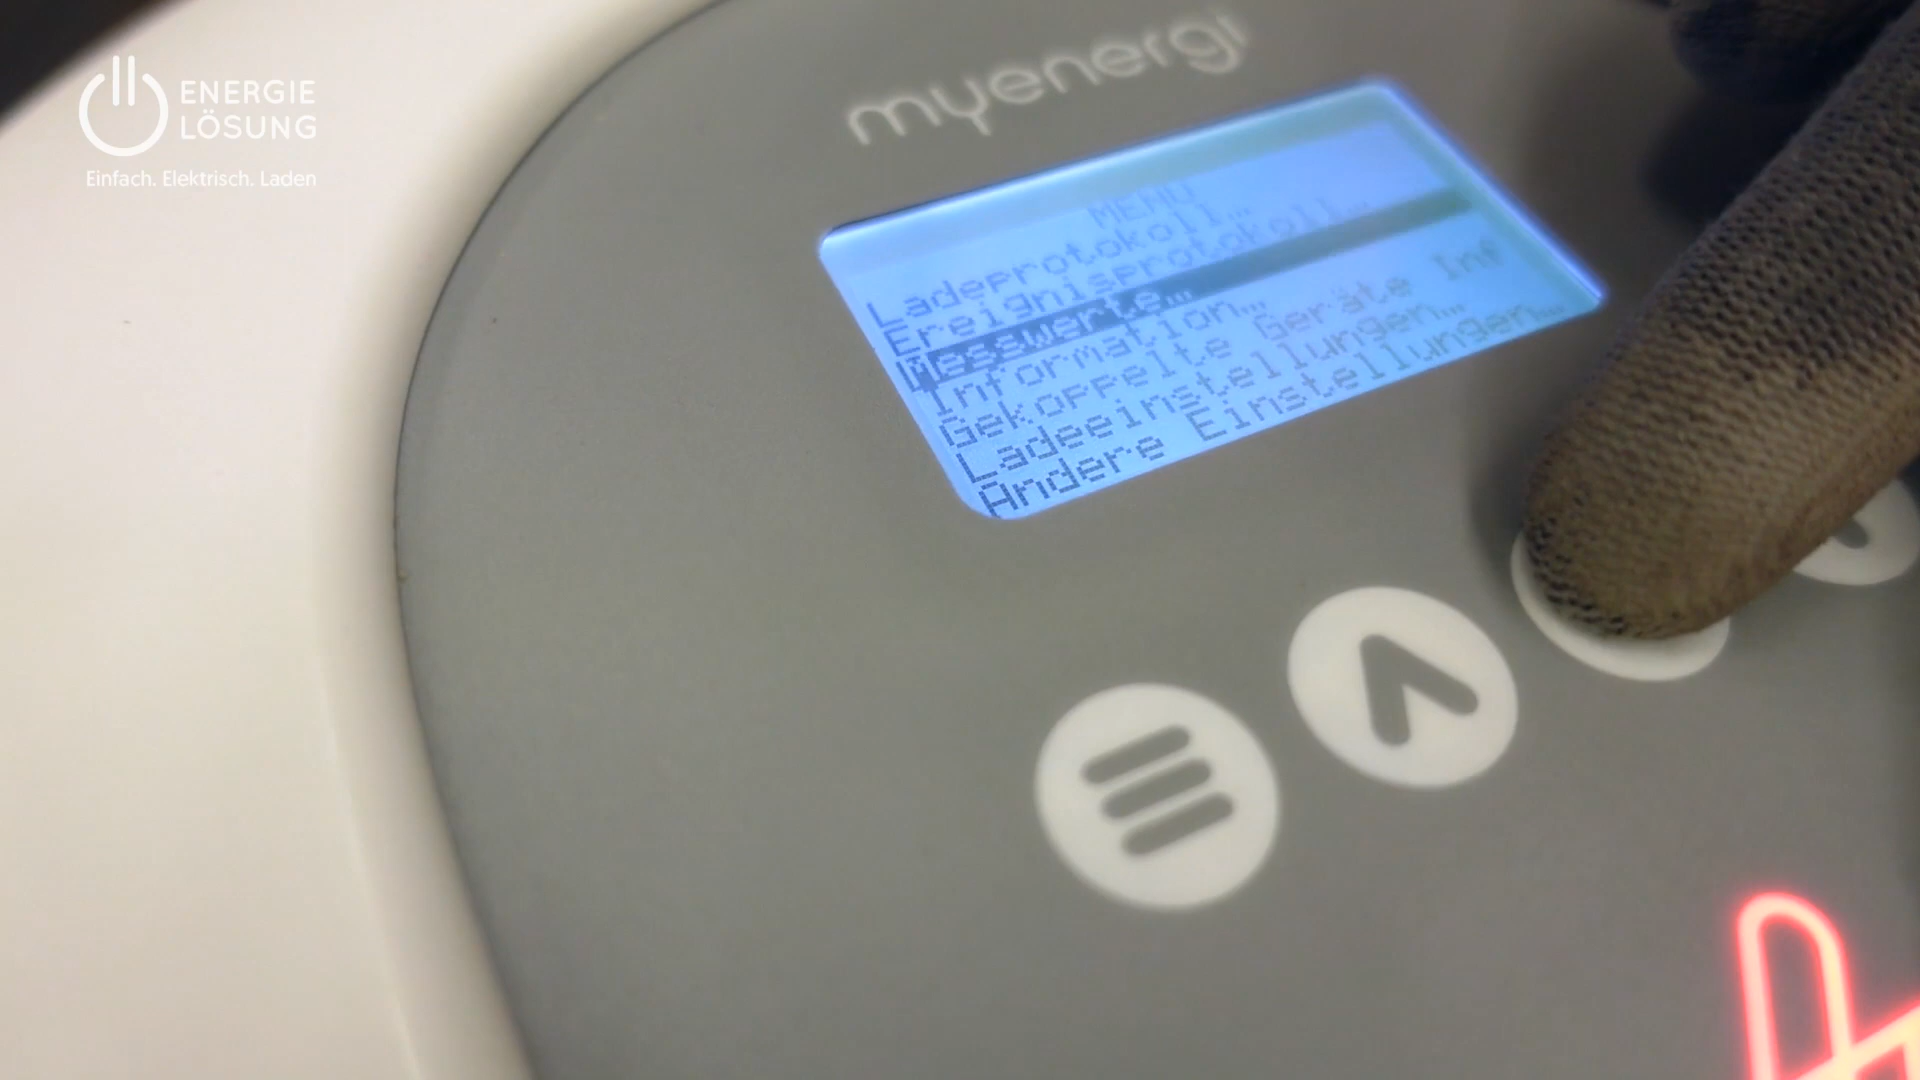 ENERGIE
LÖSUNG
Einfach. Elektrisch. Laden
myenergi
MENU
Ladeprotokoll...
Ereignisprotokoll...
Messwerte...
Information...
Gekoppelte Geräte Inf
Ladeeinstellungen...
Andere Einstellungen...